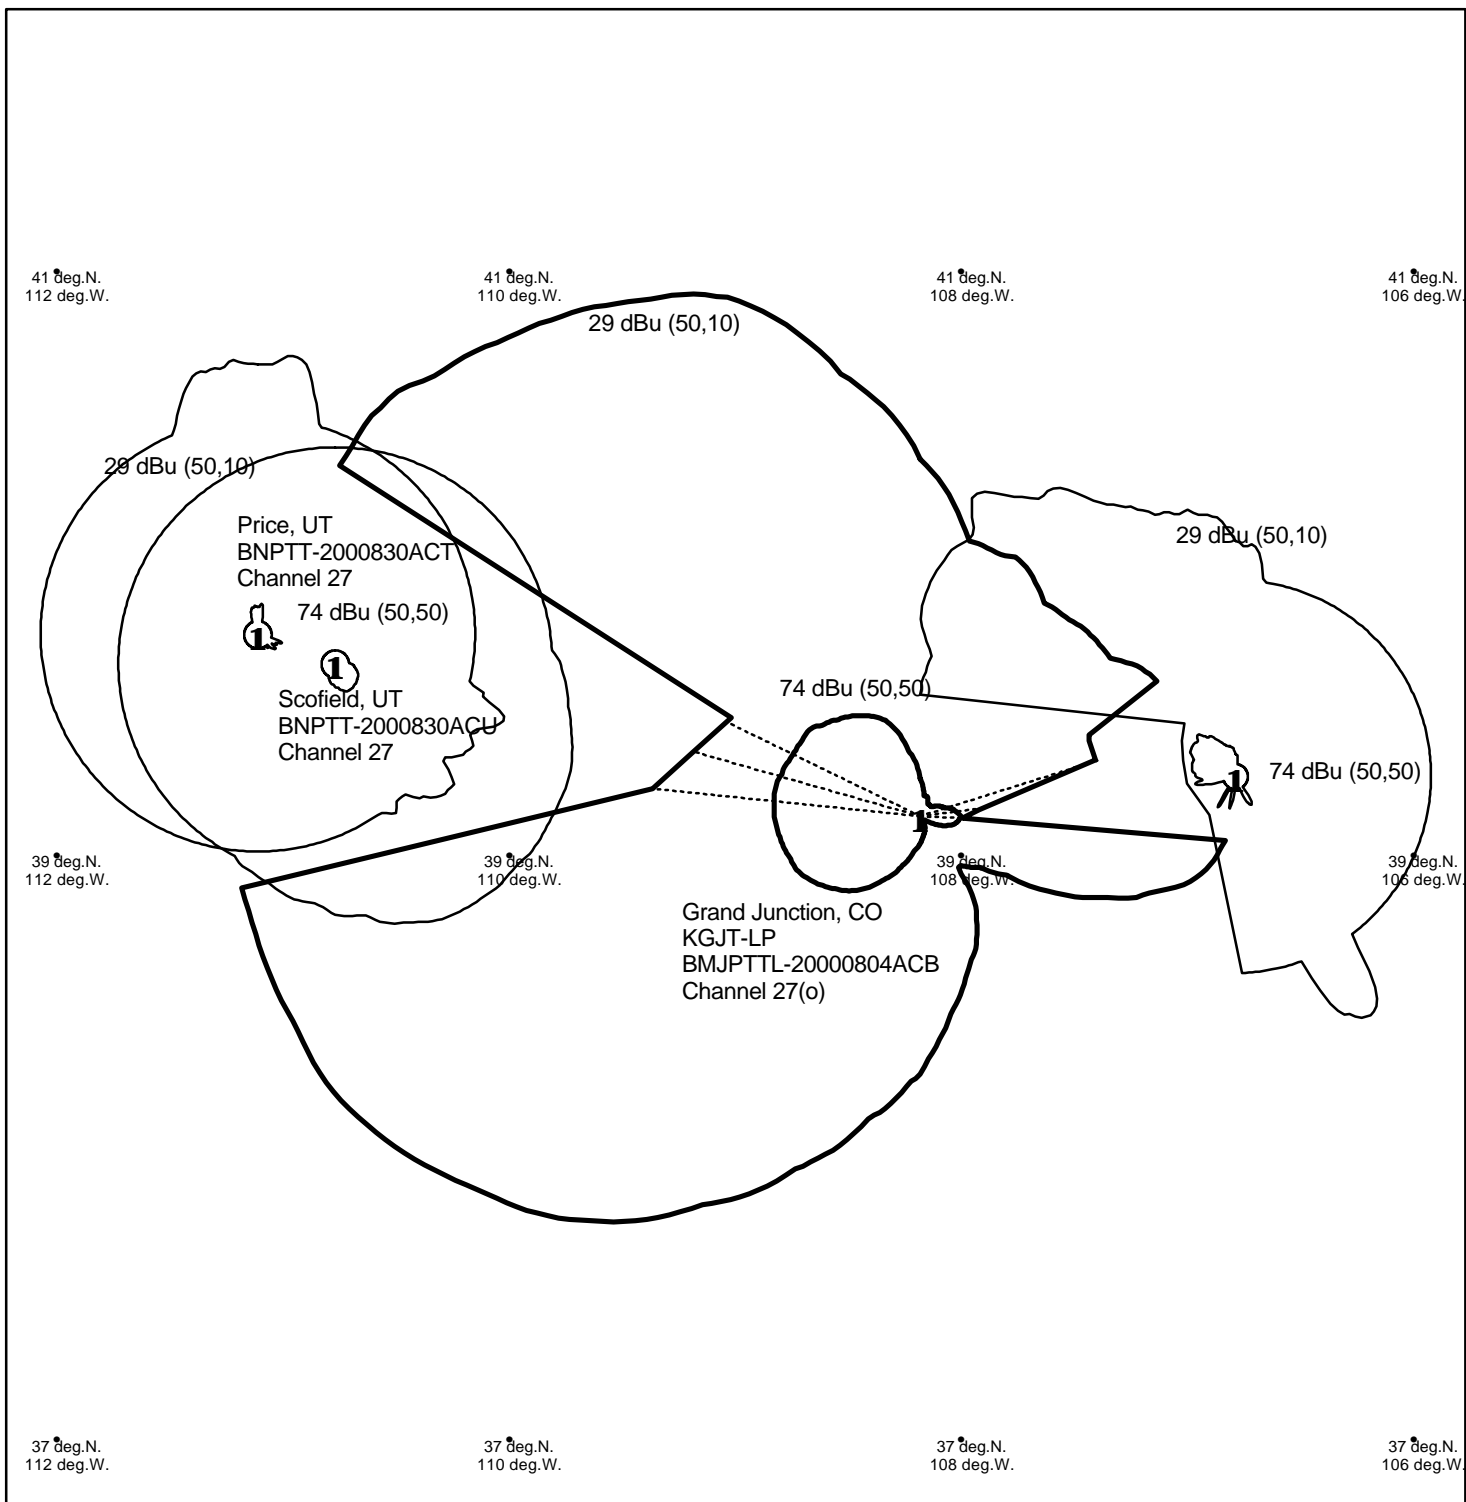 41 deg.N.
112 deg.W.
41 deg.N.
110 deg.W.
41 deg.N.
108 deg.W.
41 deg.N.
106 deg.W.
29 dBu (50,10)
29 dBu (50,10)
Price, UT
BNPTT-2000830ACT
Channel 27
29 dBu (50,10)
74 dBu (50,50)
1
1
Scofield, UT
BNPTT-2000830ACU
Channel 27
74 dBu (50,50)
1
74 dBu (50,50)
1
39 deg.N.
112 deg.W.
39 deg.N.
110 deg.W.
39 deg.N.
108 deg.W.
39 deg.N.
106 deg.W.
Grand Junction, CO
KGJT-LP
BMJPTTL-20000804ACB
Channel 27(o)
37 deg.N.
112 deg.W.
37 deg.N.
110 deg.W.
37 deg.N.
108 deg.W.
37 deg.N.
106 deg.W.